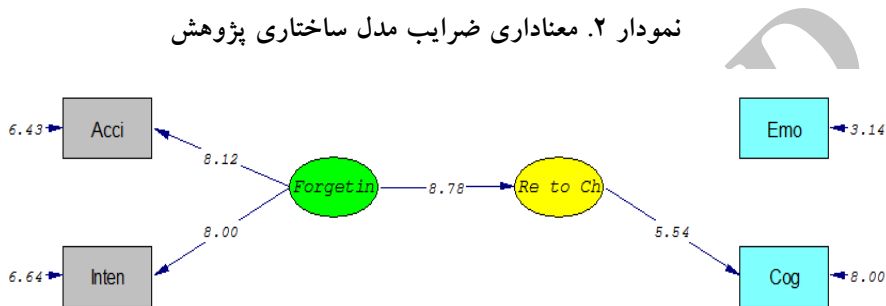 نمودار ۲. معناداری ضرایب مدل ساختاری پژوهش
6.43 Acci Emo 3.14
8.12
Forgetin 8.78 Re to Ch
8.00 5.54
6.64 Inten Cog 8.00